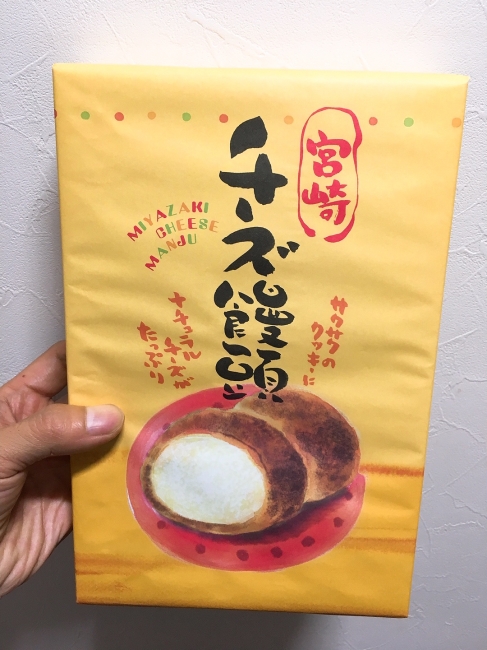 宮崎
チーズ饅頭
MIYAZAKI
CHEESE
MANJU
サクサクの
クッキーに
ナチュラル
チーズが
たっぷり